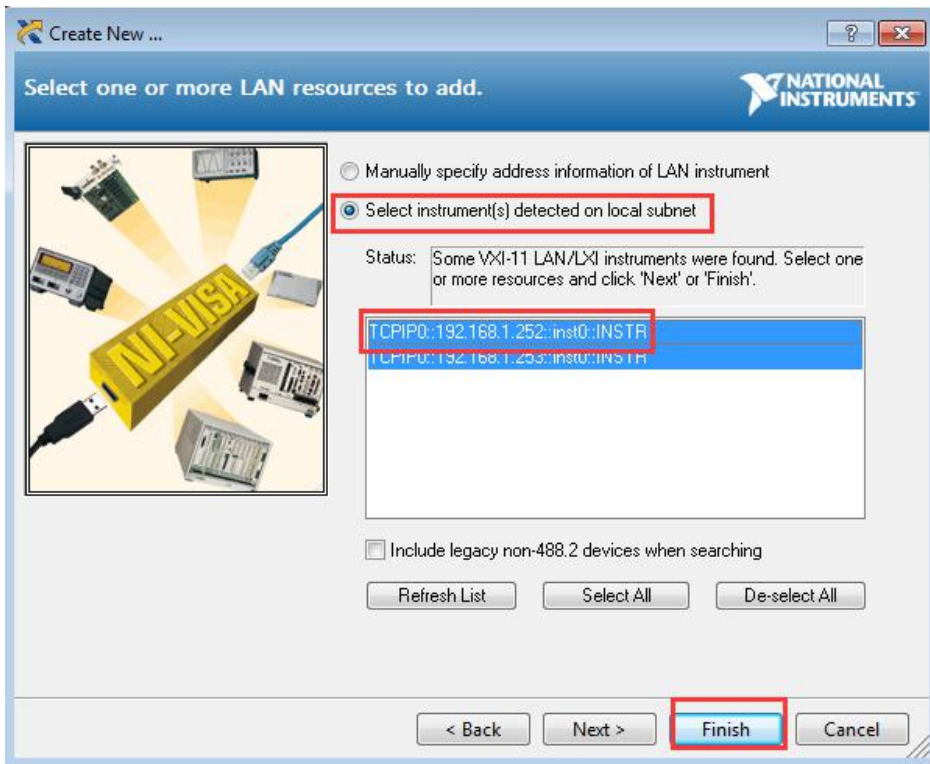 Create New ...
Select one or more LAN resources to add.
NATIONAL
INSTRUMENTS
Manually specify address information of LAN instrument
Select instrument(s) detected on local subnet
Status:
Some VXI-11 LAN/LXI instruments were found. Select one
or more resources and click 'Next' or 'Finish'.
TCPIP0::192.168.1.252::inst0::INSTR
TCPIP0::192.168.1.253::inst0::INSTR
NI-VISA
Include legacy non-488.2 devices when searching
Refresh List
Select All
De-select All
< Back
Next >
Finish
Cancel